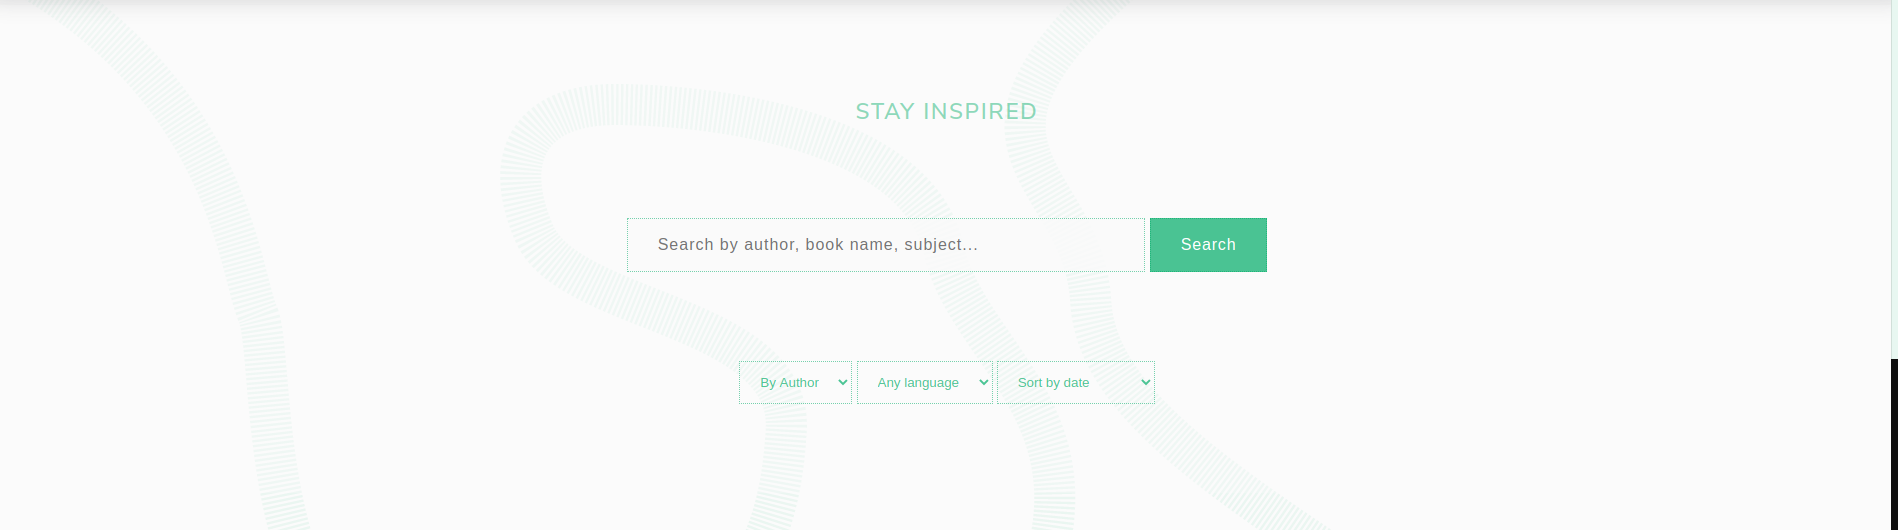 STAY INSPIRED
Search by author, book name, subject...
Search
By Author
Any language
Sort by date